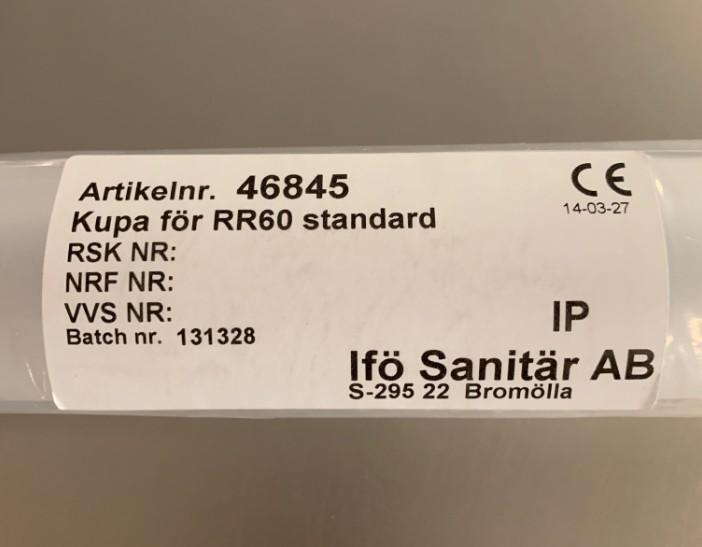 Artikelnr. 46845
CE
14-03-27
Kupa för RR60 standard
RSK NR:
NRF NR:
VVS NR:
Batch nr. 131328
IP
Ifö Sanitär AB
S-295 22 Bromölla